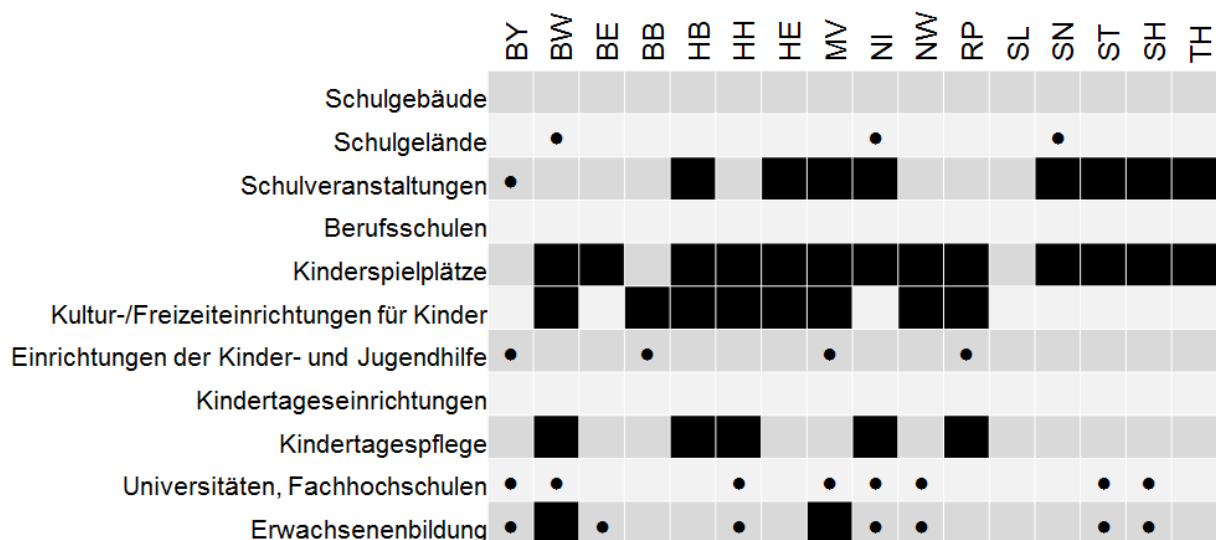 BY BW BE BB HB HH HE MV NI NW RP SL SN ST SH TH
Schulgebäude
Schulgelände
Schulveranstaltungen
Berufsschulen
Kinderspielplätze
Kultur-/Freizeiteinrichtungen für Kinder
Einrichtungen der Kinder- und Jugendhilfe
Kindertageseinrichtungen
Kindertagespflege
Universitäten, Fachhochschulen
Erwachsenenbildung